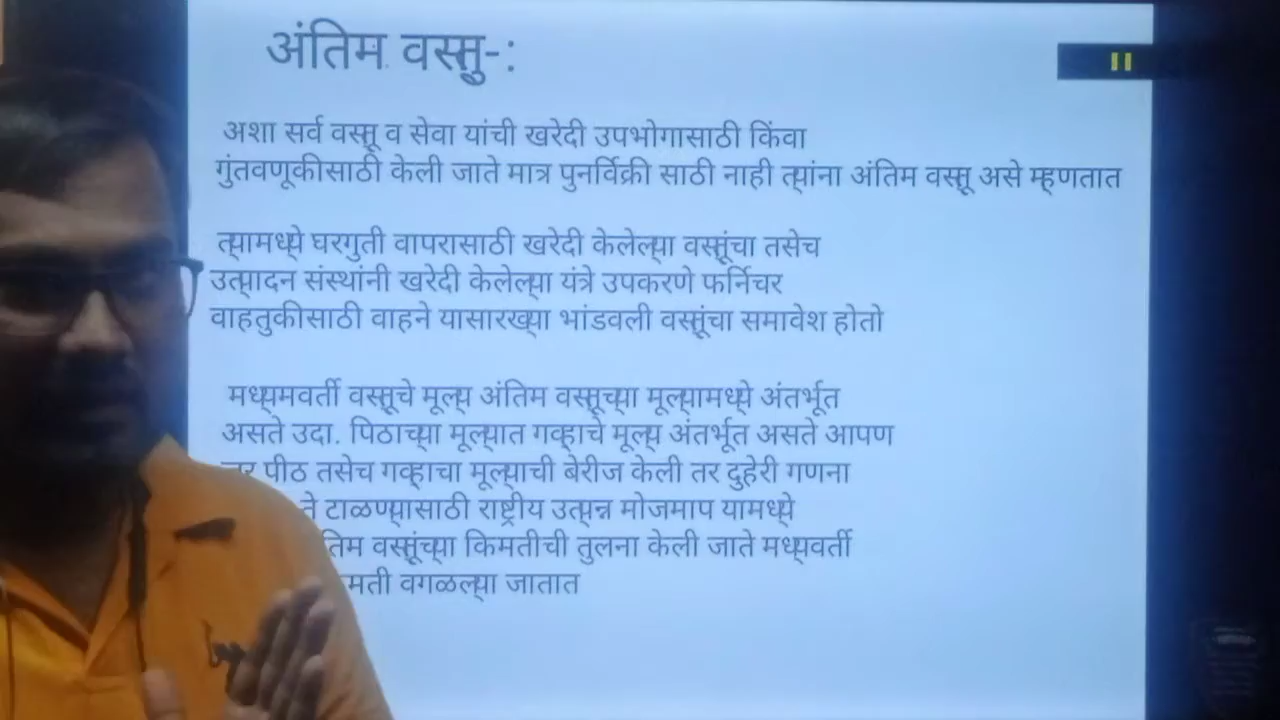 अंतिम वस्तु-:
अशा सर्व वस्तू व सेवा यांची खरेदी उपभोगासाठी किंवा
गुंतवणूकीसाठी केली जाते मात्र पुनर्विक्री साठी नाही त्यांना अंतिम वस्तू असे म्हणतात
त्यामध्ये घरगुती वापरासाठी खरेदी केलेल्या वस्तूंचा तसेच
उत्पादन संस्थांनी खरेदी केलेल्या यंत्रे उपकरणे फर्निचर
वाहतुकीसाठी वाहने यासारख्या भांडवली वस्तूंचा समावेश होतो
मध्यमवर्ती वस्तूचे मूल्य अंतिम वस्तूच्या मूल्यामध्ये अंतर्भूत
असते उदा. पिठाच्या मूल्यात गव्हाचे मूल्य अंतर्भूत असते आपण
पीठ तसेच गव्हाचा मूल्याची बेरीज केली तर दुहेरी गणना
ते टाळण्यासाठी राष्ट्रीय उत्पन्न मोजमाप यामध्ये
वस्तूंच्या किमतीची तुलना केली जाते मध्यवर्ती
वगळल्या जातात